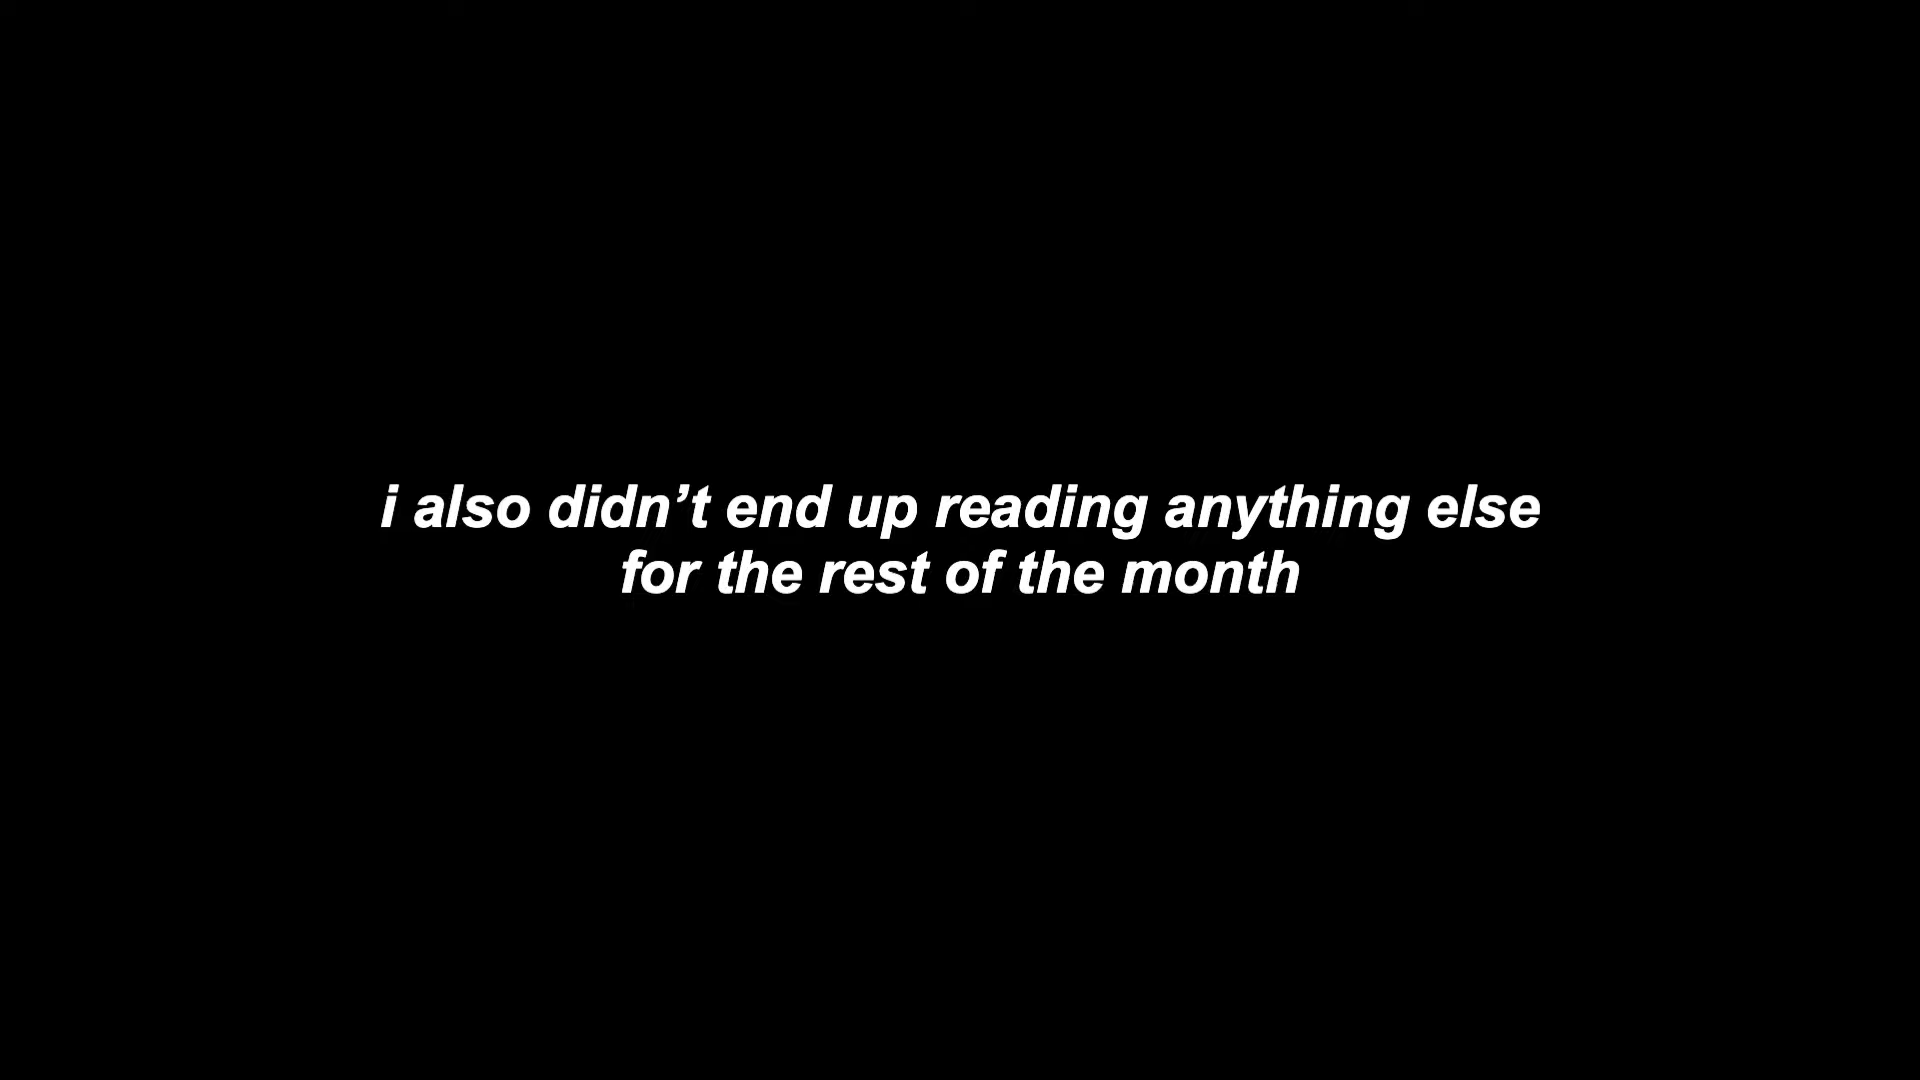 i also didn’t end up reading anything else
for the rest of the month